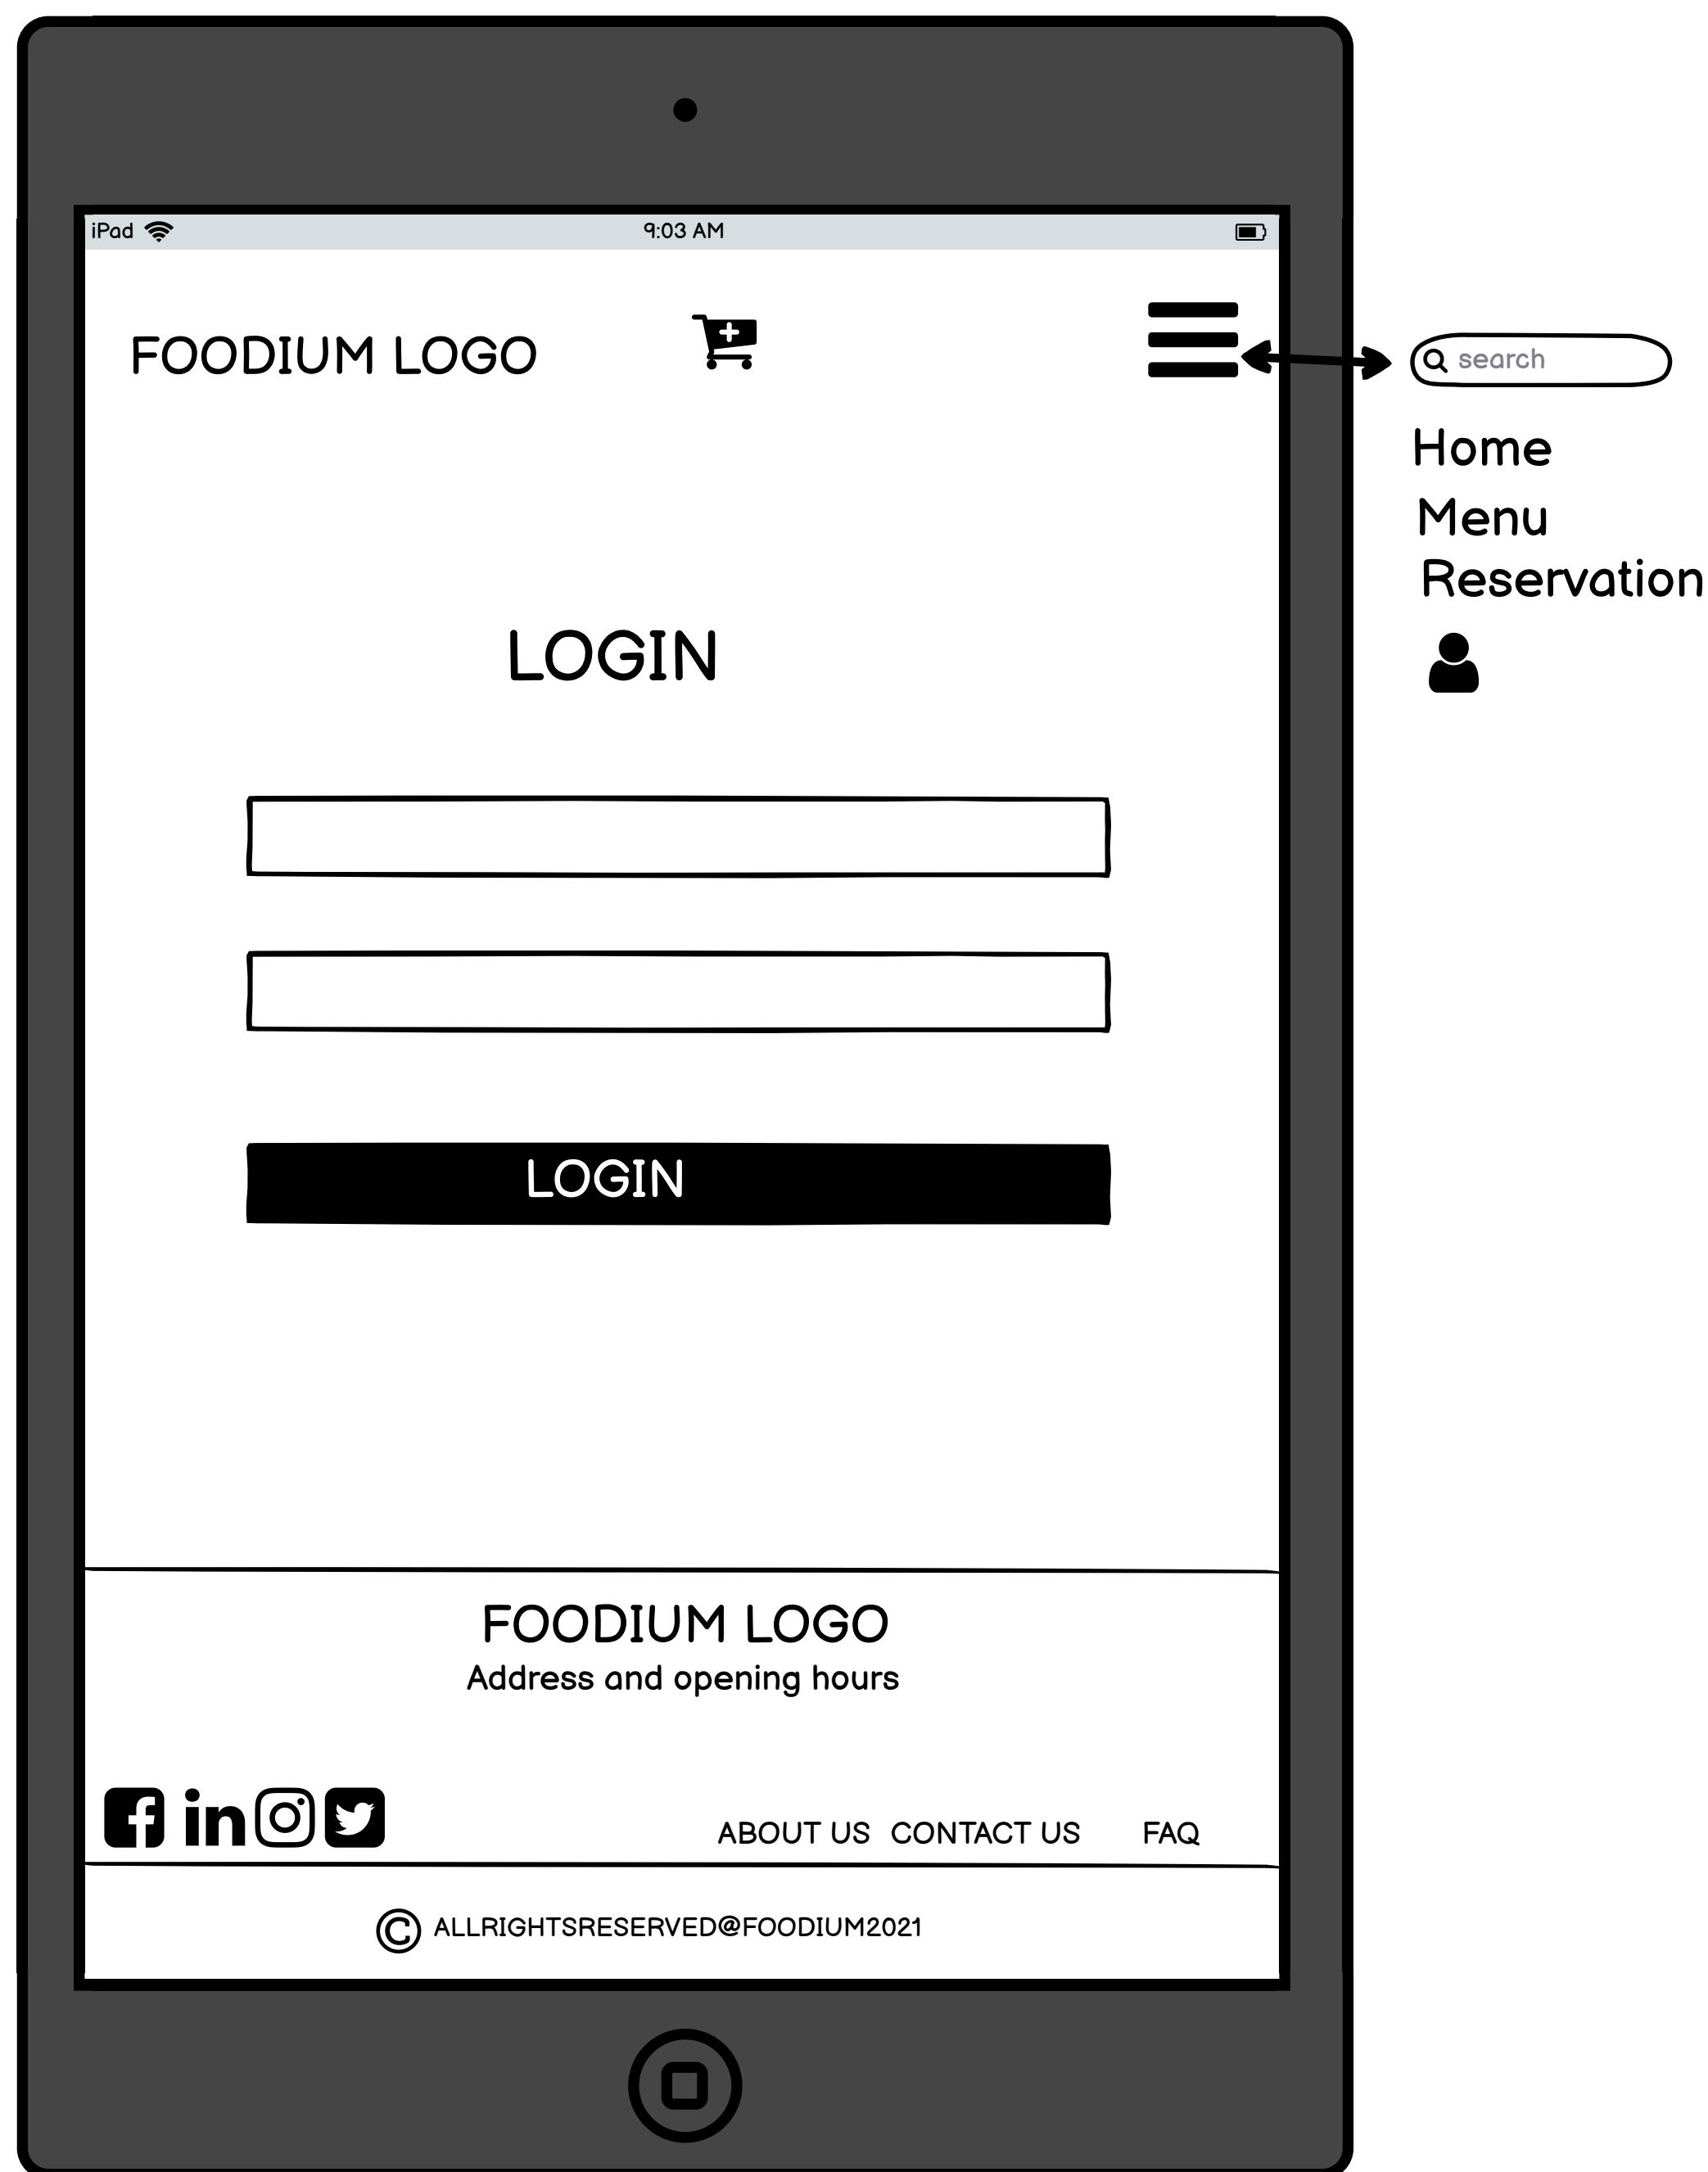 iPad 9:03 AM
FOODIUM LOGO
search
Home
Menu
Reservation
LOGIN
LOGIN
FOODIUM LOGO
Address and opening hours
in
ABOUT US CONTACT US FAQ
© ALLRIGHTSRESERVED@FOODIUM2021